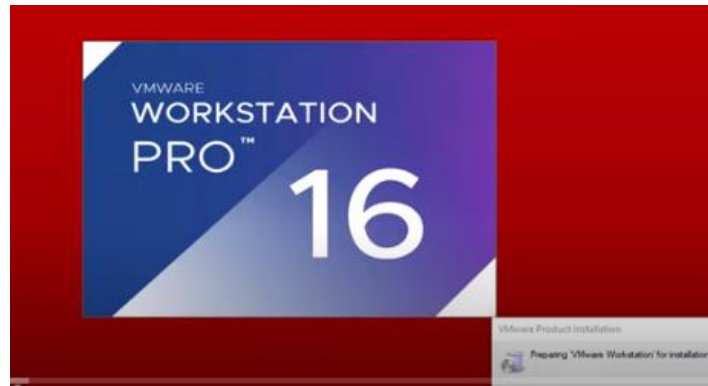 VMWARE
WORKSTATION
PRO™
16
VMware Product Installation
Preparing 'VMware Workstation' for installation